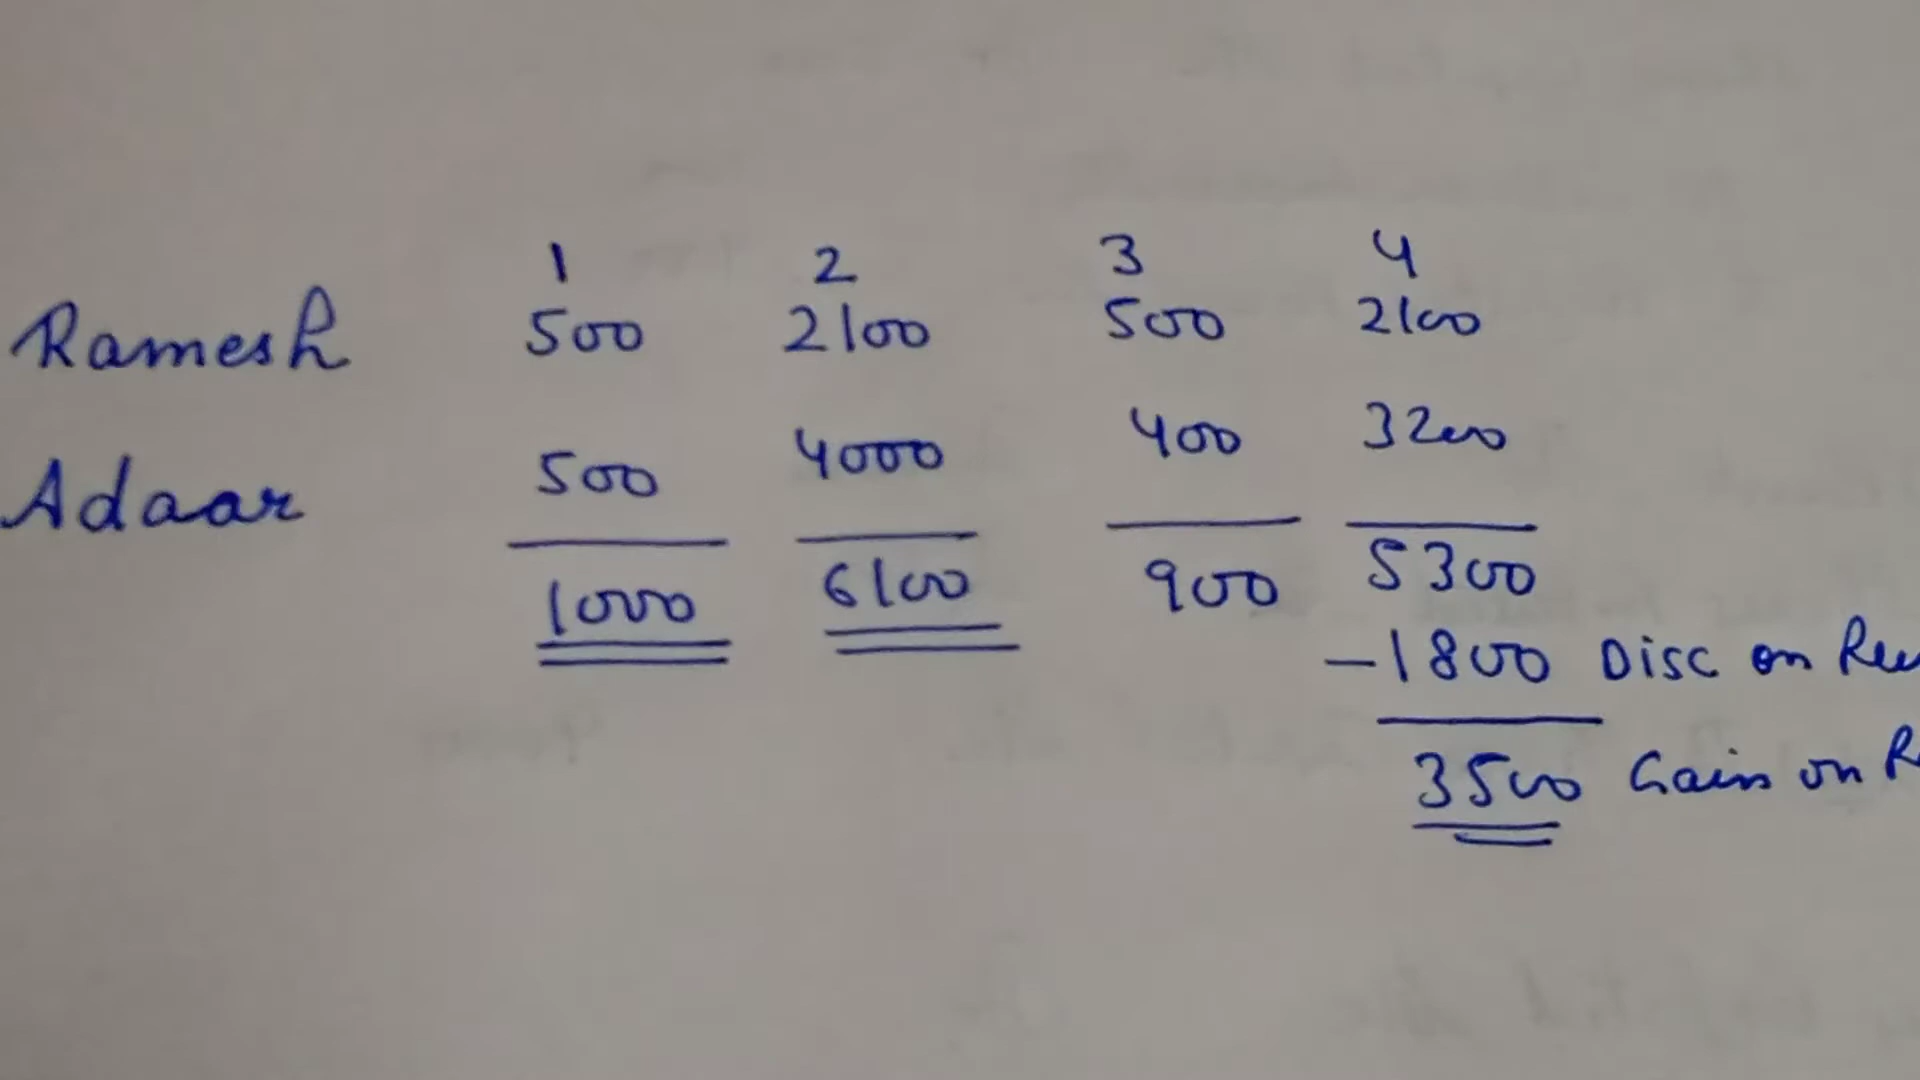 1 2 3 4
Ramesh 500 2100 500 2100
Adaar 500 4000 400 3200
1000 6100 900 5300
-1800 Disc on
3500 Gain on